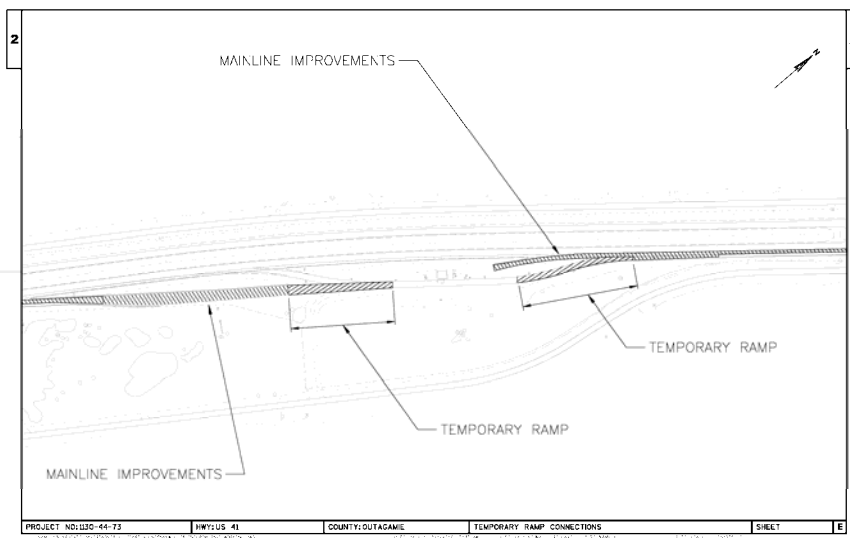 2
MAINLINE IMPROVEMENTS
N
TEMPORARY RAMP
TEMPORARY RAMP
MAINLINE IMPROVEMENTS
PROJECT NO:1130-44-73 HWY:US 41 COUNTY:OUTAGAMIE TEMPORARY RAMP CONNECTIONS SHEET E